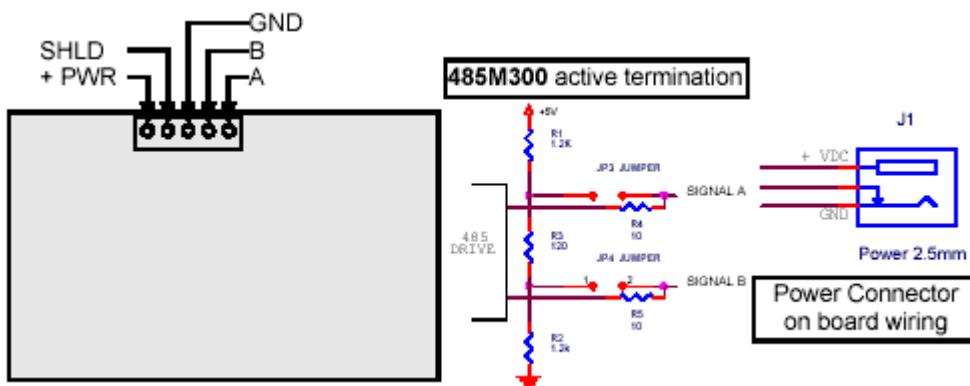 GND
B
A
SHLD
+ PWR
485M300 active termination
+5V
R1
1.2K
JP3 JUMPER
SIGNAL A
R4
10
485
DRIVE
R3
120
JP4 JUMPER
1
2
SIGNAL B
R5
10
R2
1.2k
J1
+ VDC
GND
Power 2.5mm
Power Connector
on board wiring